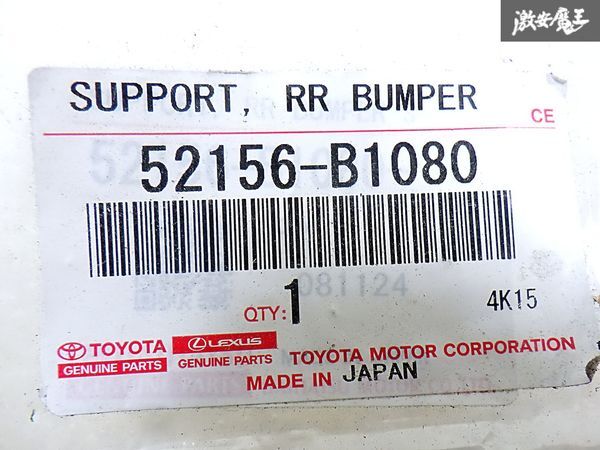 激安魔王
SUPPORT, RR BUMPER
CE
52156-B1080
081124
QTY: 1
4K15
TOYOTA
GENUINE PARTS
LEXUS
GENUINE PARTS
TOYOTA MOTOR CORPORATION
MADE IN JAPAN